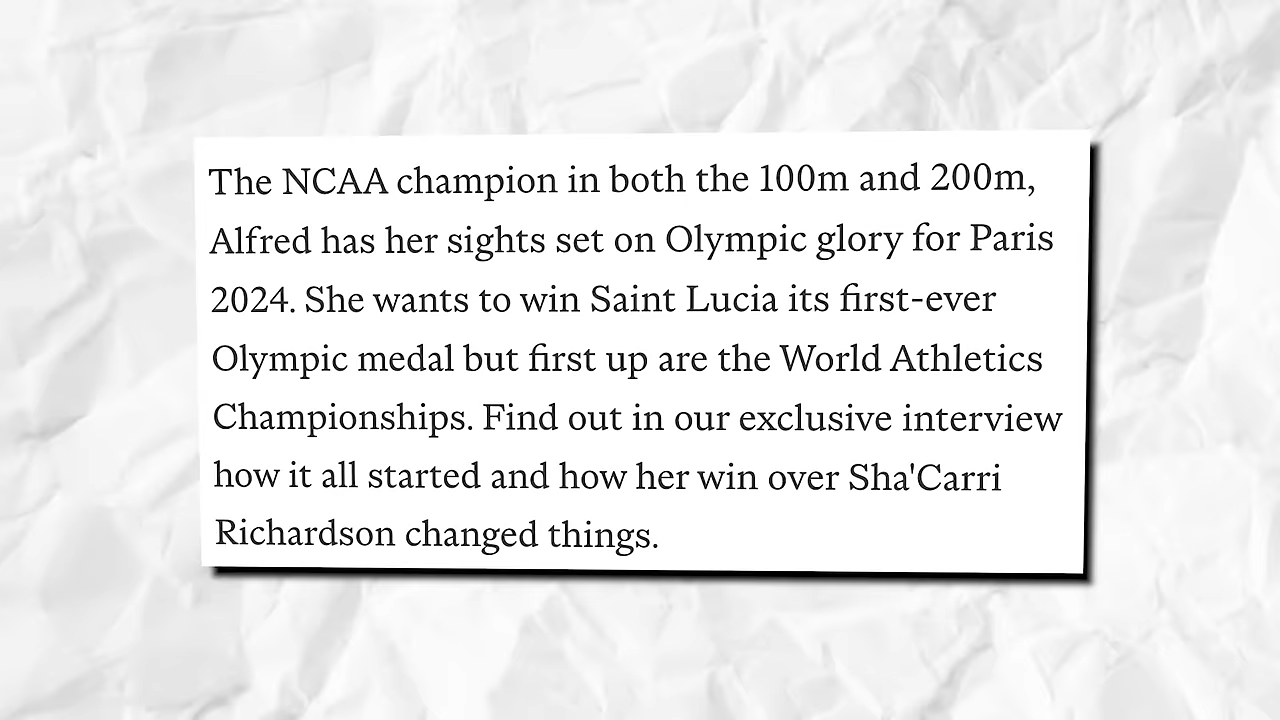 The NCAA champion in both the 100m and 200m,
Alfred has her sights set on Olympic glory for Paris
2024. She wants to win Saint Lucia its first-ever
Olympic medal but first up are the World Athletics
Championships. Find out in our exclusive interview
how it all started and how her win over Sha'Carri
Richardson changed things.